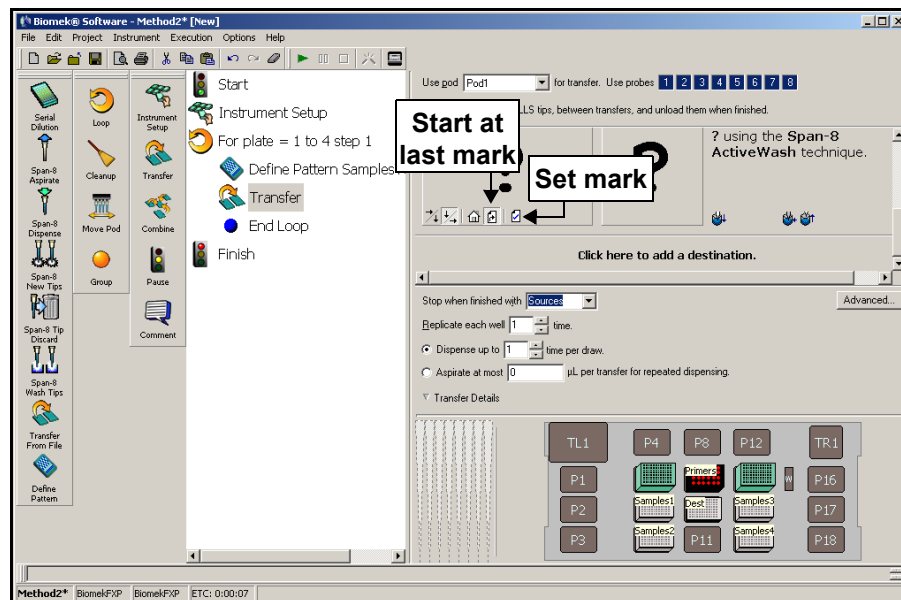 Biomek® Software - Method2* [New]
File Edit Project Instrument Execution Options Help
Serial Dilution
Span-8 Aspirate
Span-8 Dispense
Span-8 New Tips
Span-8 Tip Discard
Span-8 Wash Tips
Transfer From File
Define Pattern
Loop
Cleanup
Move Pod
Group
Instrument Setup
Transfer
Combine
Pause
Comment
Start
Instrument Setup
For plate = 1 to 4 step 1
Define Pattern Samples
Transfer
End Loop
Finish
Use pod Pod1 for transfer. Use probes 1 2 3 4 5 6 7 8
LLS tips, between transfers, and unload them when finished.
Start at
last mark
Set mark
?
? using the Span-8
ActiveWash technique.
Click here to add a destination.
Stop when finished with Sources
Advanced...
Replicate each well 1 time.
Dispense up to 1 time per draw.
Aspirate at most 0 µL per transfer for repeated dispensing.
Transfer Details
TL1 P4 P8 P12 TR1
P1 Primers W P16
P2 Samples1 Dest Samples3 P17
P3 Samples2 P11 Samples4 P18
Method2* BiomekFXP BiomekFXP ETC: 0:00:07